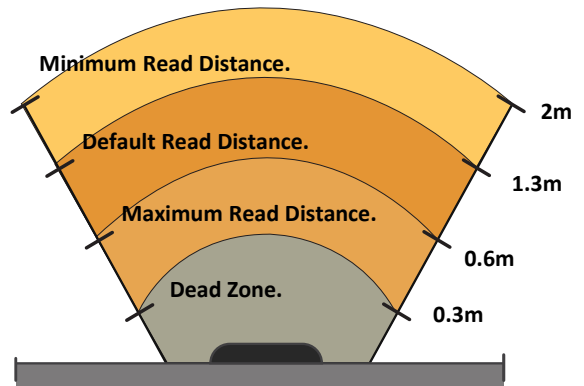 Minimum Read Distance.
2m
Default Read Distance.
1.3m
Maximum Read Distance.
0.6m
Dead Zone.
0.3m